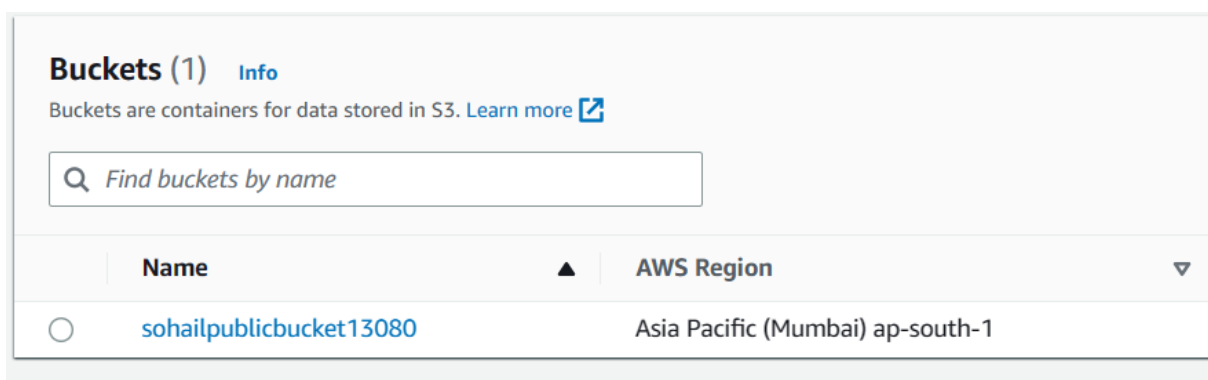 Buckets (1) Info
Buckets are containers for data stored in S3. Learn more
Find buckets by name
Name AWS Region
sohailpublicbucket13080 Asia Pacific (Mumbai) ap-south-1